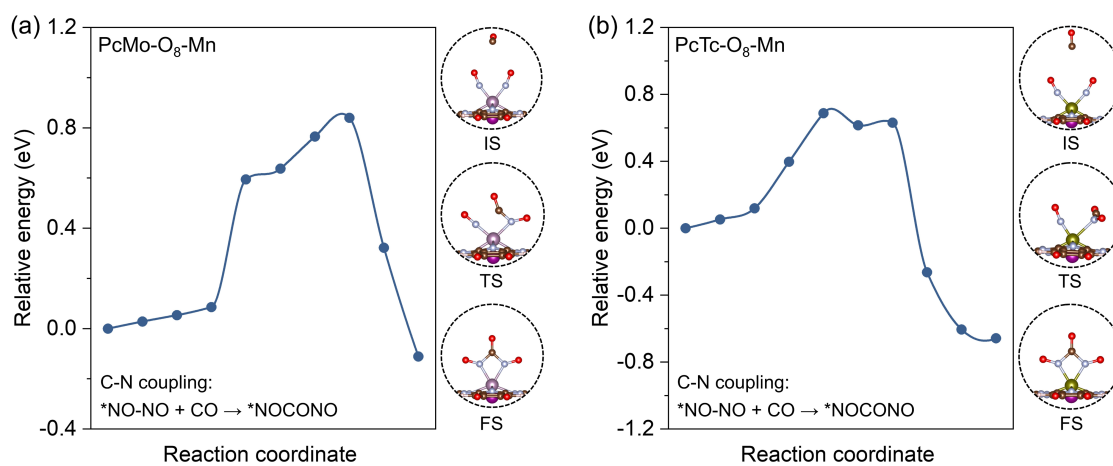 (a)
PcMo-O₈-Mn
1.2
0.8
0.4
0.0
-0.4
Relative energy (eV)
C-N coupling:
*NO-NO + CO → *NOCONO
Reaction coordinate
IS
TS
FS
(b)
PcTc-O₈-Mn
1.2
0.8
0.4
0.0
-0.4
-0.8
-1.2
Relative energy (eV)
C-N coupling:
*NO-NO + CO → *NOCONO
Reaction coordinate
IS
TS
FS